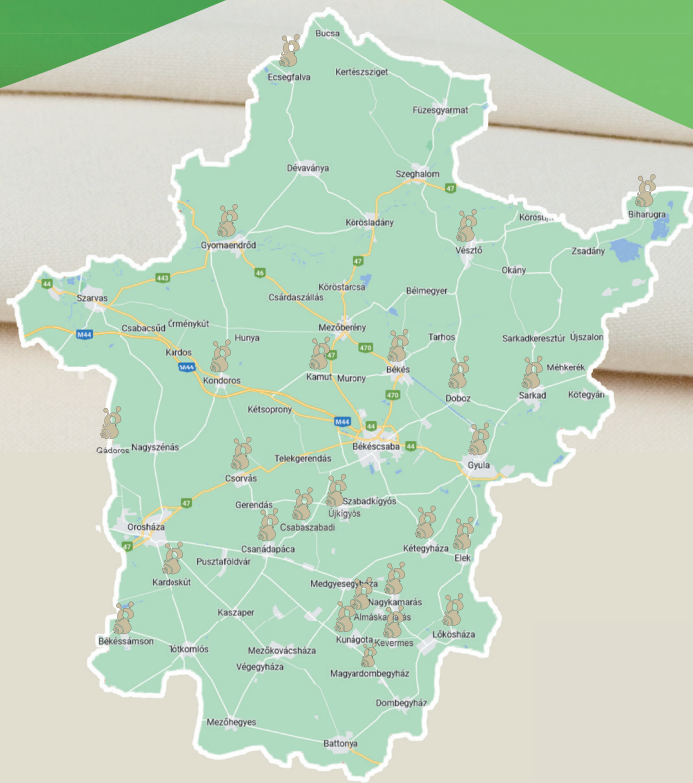 Bucsa
Ecsegfalva
Kertészsziget
Füzesgyarmat
Dévaványa
Szeghalom
47
Biharugra
Körösladány
Gyomaendrőd
Vésztő
Zsadány
Okány
47
46
443
44
Köröstarcsa
Csárdaszállás
Bélmegyer
Szarvas
Örménykút
Csabacsűd
Mezőberény
M44
Hunya
Tarhos
Sarkadkeresztúr
Újszalon
Kardos
470
47
M44
Kondoros
Kamut
Murony
Békés
Méhkerék
Doboz
Sarkad
Kötegyán
470
Kétsoprony
M44
44
Gádoros
Nagyszénás
Békéscsaba
44
Telekgerendás
Gyula
Csorvás
47
Gerendás
Szabadkígyós
Újkígyós
Orosháza
Csabaszabadi
47
Csanádapáca
Kétegyháza
Elek
Pusztaföldvár
Kardoskút
Medgyesegyháza
Nagykamarás
Kaszaper
Almáskamarás
Békéssámson
Lőkösháza
Kunágota
Kevermes
Tótkomlós
Mezőkovácsháza
Végegyháza
Magyardombegyház
Dombegyház
Mezőhegyes
Battonya